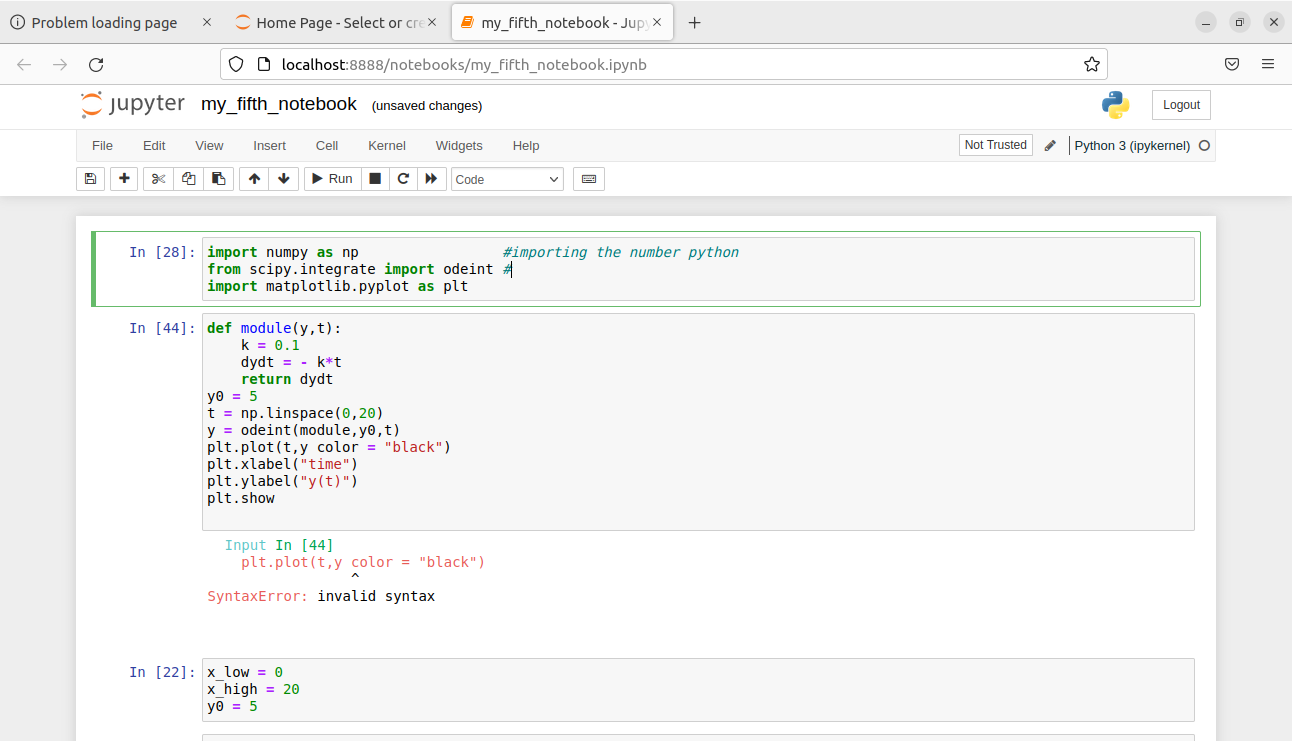 Problem loading page
Home Page - Select or cre
my_fifth_notebook - Jupy
localhost:8888/notebooks/my_fifth_notebook.ipynb
jupyter my_fifth_notebook (unsaved changes)
Logout
File Edit View Insert Cell Kernel Widgets Help
Not Trusted
Python 3 (ipykernel)
Run
Code
In [28]:
import numpy as np #importing the number python
from scipy.integrate import odeint #
import matplotlib.pyplot as plt
In [44]:
def module(y,t):
    k = 0.1
    dydt = - k*t
    return dydt
y0 = 5
t = np.linspace(0,20)
y = odeint(module,y0,t)
plt.plot(t,y color = "black")
plt.xlabel("time")
plt.ylabel("y(t)")
plt.show
Input In [44]
plt.plot(t,y color = "black")
^
SyntaxError: invalid syntax
In [22]:
x_low = 0
x_high = 20
y0 = 5